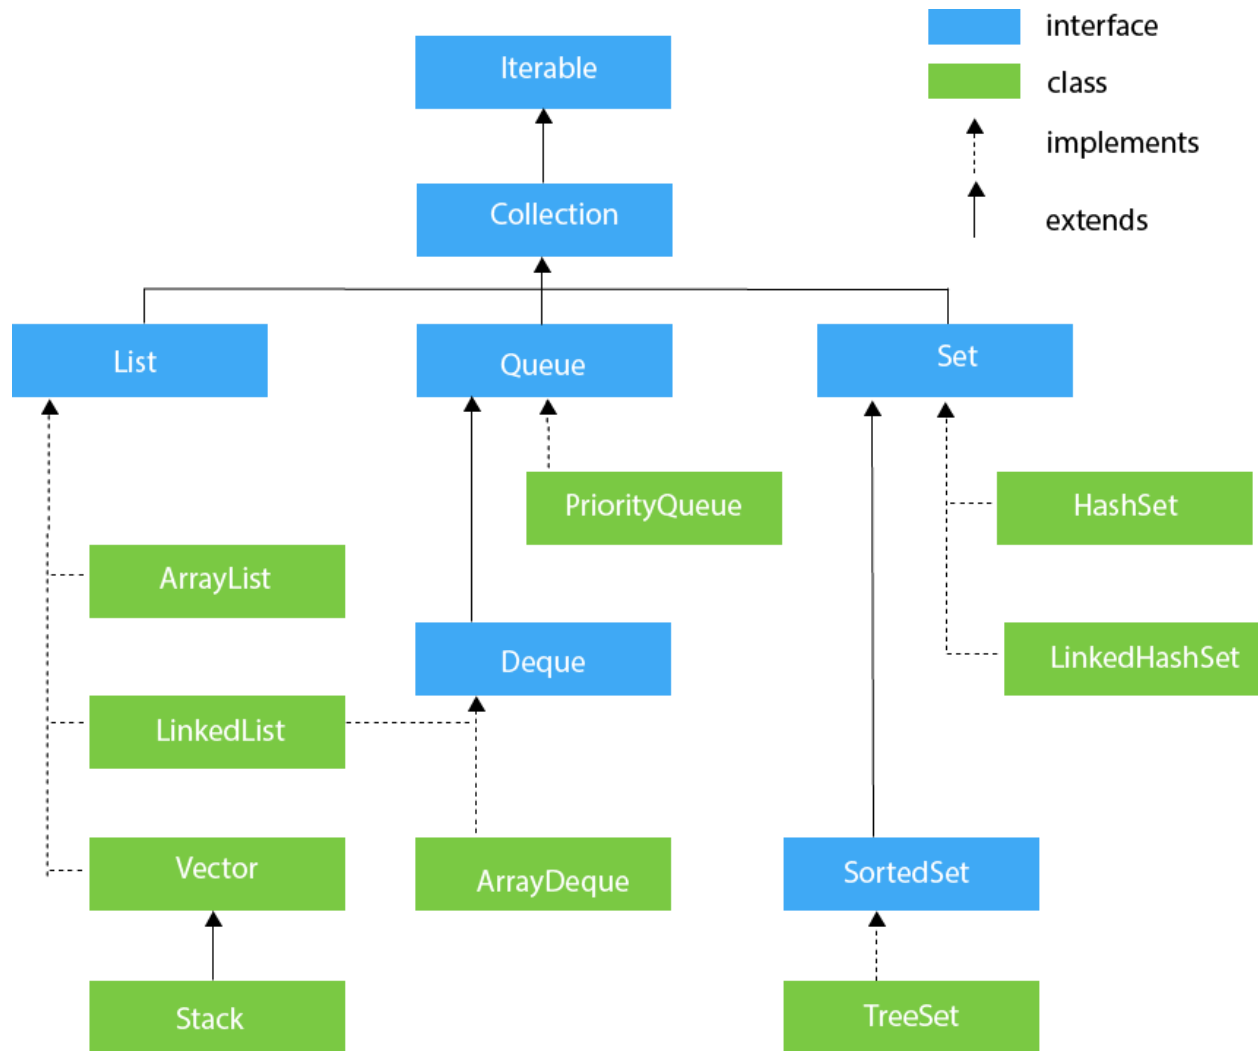 Iterable
interface
class
implements
extends
Collection
List
Queue
Set
PriorityQueue
HashSet
ArrayList
Deque
LinkedHashSet
LinkedList
Vector
ArrayDeque
SortedSet
Stack
TreeSet